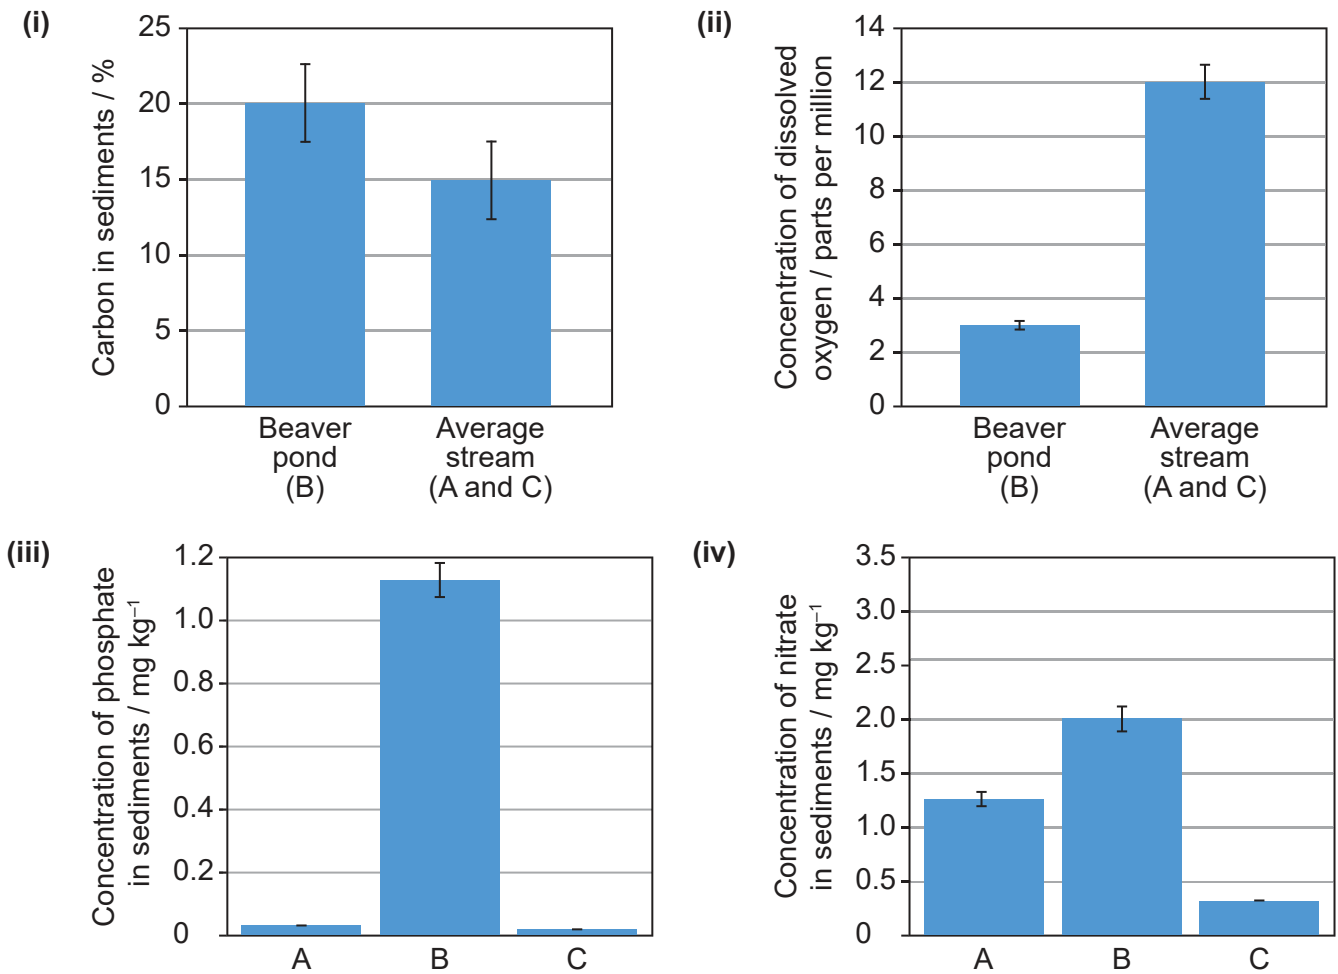 (i)
Carbon in sediments / %
25
20
15
10
5
0
Beaver
pond
(B)
Average
stream
(A and C)
(ii)
Concentration of dissolved
oxygen / parts per million
14
12
10
8
6
4
2
0
Beaver
pond
(B)
Average
stream
(A and C)
(iii)
Concentration of phosphate
in sediments / mg kg⁻¹
1.2
1.0
0.8
0.6
0.4
0.2
0
A
B
C
(iv)
Concentration of nitrate
in sediments / mg kg⁻¹
3.5
3.0
2.5
2.0
1.5
1.0
0.5
0
A
B
C